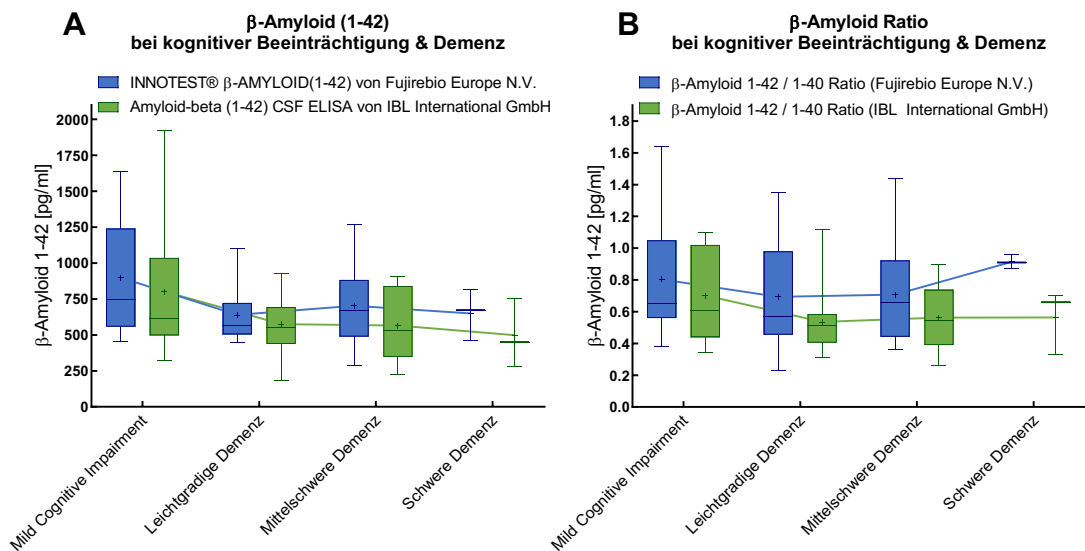 A
β-Amyloid (1-42)
bei kognitiver Beeinträchtigung & Demenz
INNOTEST® β-AMYLOID(1-42) von Fujirebio Europe N.V.
Amyloid-beta (1-42) CSF ELISA von IBL International GmbH
β-Amyloid 1-42 [pg/ml]
2000
1750
1500
1250
1000
750
500
250
0
Mild Cognitive Impairment
Leichtgradige Demenz
Mittelschwere Demenz
Schwere Demenz
B
β-Amyloid Ratio
bei kognitiver Beeinträchtigung & Demenz
β-Amyloid 1-42 / 1-40 Ratio (Fujirebio Europe N.V.)
β-Amyloid 1-42 / 1-40 Ratio (IBL International GmbH)
β-Amyloid 1-42 [pg/ml]
1.8
1.6
1.4
1.2
1.0
0.8
0.6
0.4
0.2
0.0
Mild Cognitive Impairment
Leichtgradige Demenz
Mittelschwere Demenz
Schwere Demenz